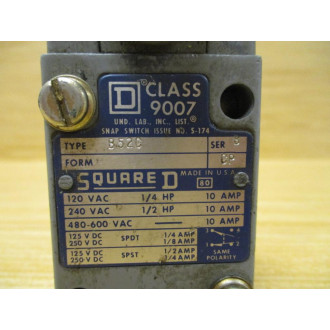 D ® CLASS
9007
UND. LAB., INC., LIST.®
SNAP SWITCH ISSUE NO. S-174
TYPE SER
FORM
SQUARE D MADE IN U.S.A.
80
120 VAC 1/4 HP 10 AMP
240 VAC 1/2 HP 10 AMP
480-600 VAC — 10 AMP
125 V DC SPDT 1/4 AMP
250 V DC 1/8 AMP
125 V DC SPST 1/2 AMP
250 V DC 1/4 AMP
SAME
POLARITY